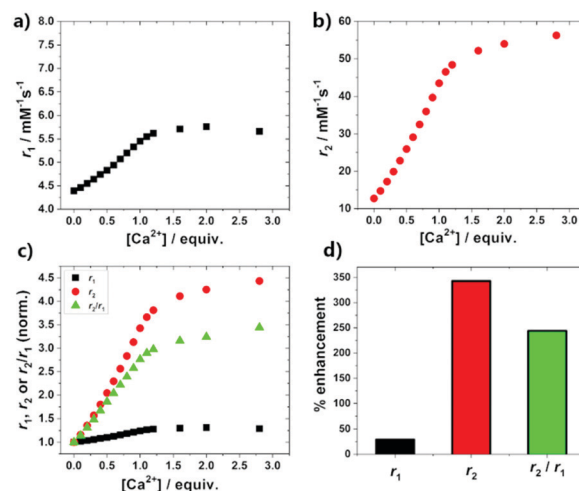 a)
8.0
7.5
7.0
6.5
6.0
5.5
5.0
4.5
4.0
r₁ / mM⁻¹s⁻¹
0.0 0.5 1.0 1.5 2.0 2.5 3.0
[Ca²⁺] / equiv.
b)
60
50
40
30
20
10
r₂ / mM⁻¹s⁻¹
0.0 0.5 1.0 1.5 2.0 2.5 3.0
[Ca²⁺] / equiv.
c)
r₁
r₂
r₂/r₁
4.5
4.0
3.5
3.0
2.5
2.0
1.5
1.0
r₁, r₂ or r₂/r₁ (norm.)
0.0 0.5 1.0 1.5 2.0 2.5 3.0
[Ca²⁺] / equiv.
d)
350
300
250
200
150
100
50
0
% enhancement
r₁ r₂ r₂ / r₁